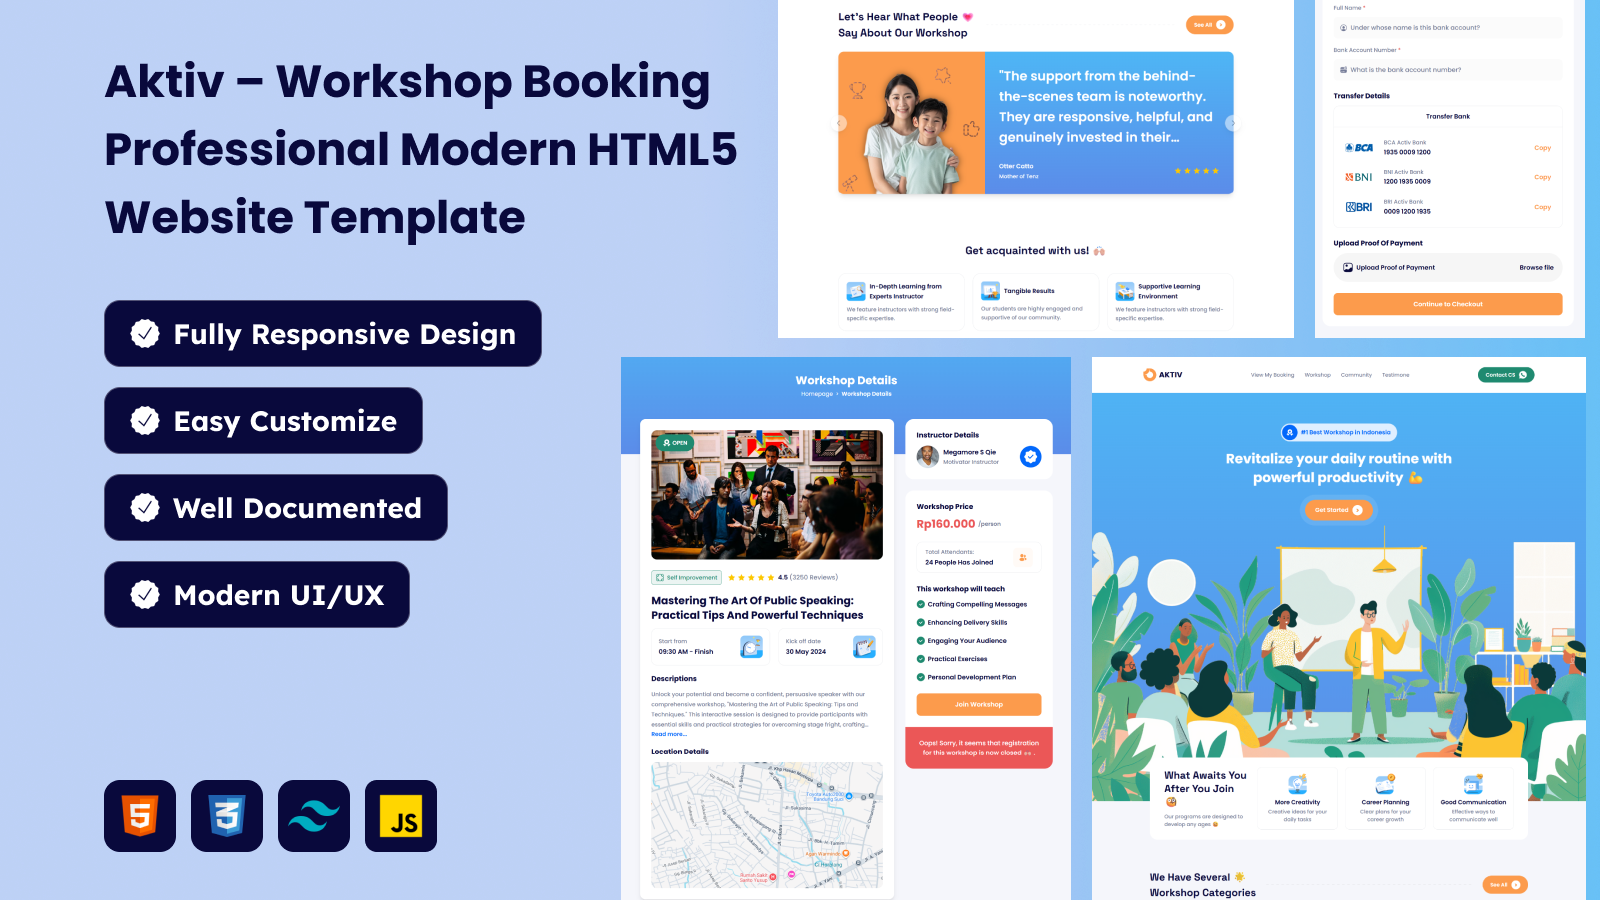 Aktiv – Workshop Booking
Professional Modern HTML5
Website Template
Fully Responsive Design
Easy Customize
Well Documented
Modern UI/UX
5
3
JS
Let's Hear What People 💗
Say About Our Workshop
See All
"The support from the behind-
the-scenes team is noteworthy.
They are responsive, helpful, and
genuinely invested in their...
Otter Catto
Mother of Tera
Get acquainted with us! 🙌🏻
In-Depth Learning from
Experts Instructor
We feature instructors with strong field-
specific expertise.
Tangible Results
Our students are highly engaged and
supportive of our community.
Supportive Learning
Environment
We feature instructors with strong field-
specific expertise.
Full Name *
Under whose name is this bank account?
Bank Account Number *
What is the bank account number?
Transfer Details
Transfer Bank
BCA
BCA Activ Bank
1935 0009 1200
Copy
BNI
BNI Activ Bank
1200 1935 0009
Copy
BRI
BRI Activ Bank
0009 1200 1935
Copy
Upload Proof Of Payment
Upload Proof of Payment
Browse file
Continue to Checkout
Workshop Details
Homepage › Workshop Details
OPEN
Self Improvement
4.5 (3250 Reviews)
Mastering The Art Of Public Speaking:
Practical Tips And Powerful Techniques
Start from
09:30 AM - Finish
Kick off date
30 May 2024
Descriptions
Unlock your potential and become a confident, persuasive speaker with our
comprehensive workshop, "Mastering the Art of Public Speaking: Tips and
Techniques." This interactive session is designed to provide participants with
essential skills and practical strategies for overcoming stage fright, crafting...
Read more...
Location Details
Toyota Auto2000
Bandung Suci
Agen Warnindo
Rumah Sakit
Santo Yusup
Instructor Details
Megamore S Qie
Motivator Instructor
Workshop Price
Rp160.000 /person
Total Attendants:
24 People Has Joined
This workshop will teach
Crafting Compelling Messages
Enhancing Delivery Skills
Engaging Your Audience
Practical Exercises
Personal Development Plan
Join Workshop
Oops! Sorry, it seems that registration
for this workshop is now closed 👀 .
AKTIV
View My Booking
Workshop
Community
Testimone
Contact CS
#1 Best Workshop in Indonesia
Revitalize your daily routine with
powerful productivity 💪
Get Started
What Awaits You
After You Join
Our programs are designed to
develop any ages
More Creativity
Creative ideas for your
daily tasks
Career Planning
Clear plans for your
career growth
Good Communication
Effective ways to
communicate well
We Have Several 🌟
Workshop Categories
See All